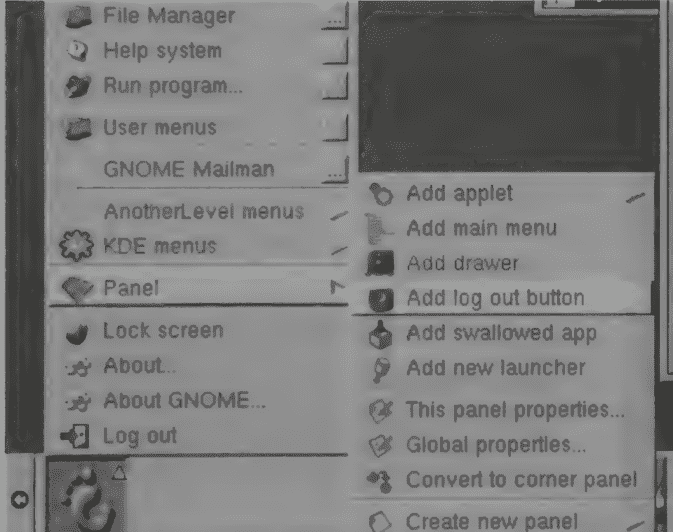 File Manager
Help system
Run program...
User menus
GNOME Mailman
AnotherLevel menus
KDE menus
Panel
Lock screen
About...
About GNOME...
Log out
Add applet
Add main menu
Add drawer
Add log out button
Add swallowed app
Add new launcher
This panel properties...
Global properties...
Convert to corner panel
Create new panel